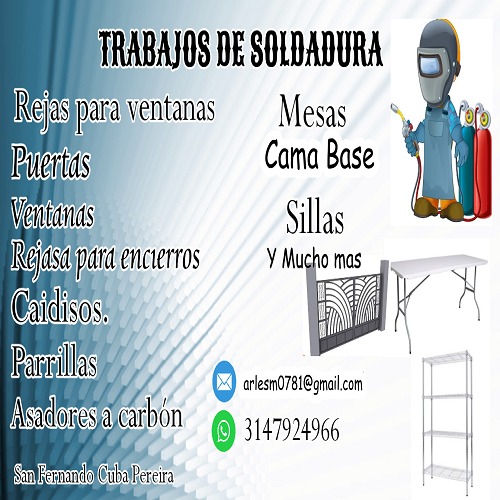 TRABAJOS DE SOLDADURA
Rejas para ventanas
Puertas
Ventanas
Rejasa para encierros
Caidisos.
Parrillas
Asadores a carbón
San Fernando Cuba Pereira
Mesas
Cama Base
Sillas
Y Mucho mas
arlesm0781@gmail.com
3147924966